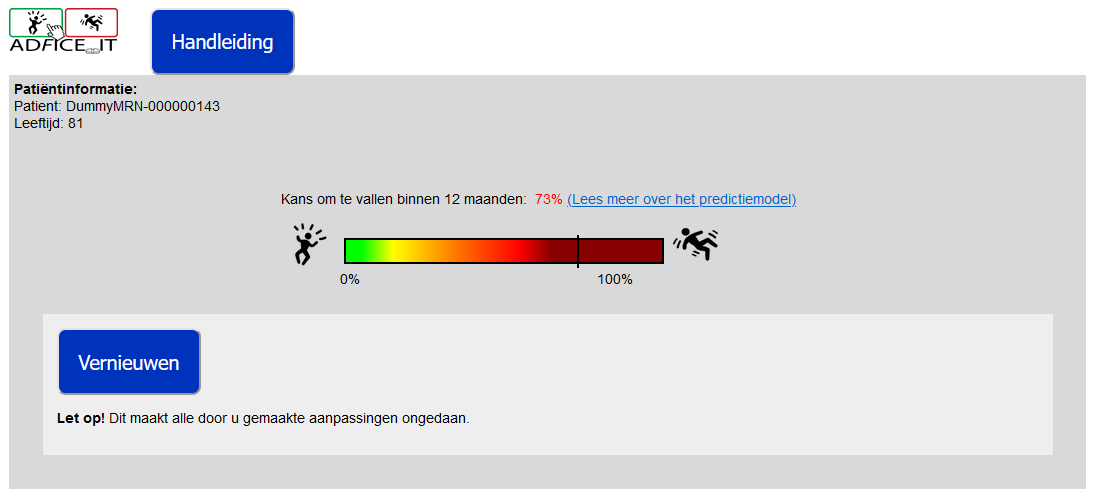 ADFICE_IT
Handleiding
Patiëntinformatie:
Patient: DummyMRN-000000143
Leeftijd: 81
Kans om te vallen binnen 12 maanden: 73% (Lees meer over het predictiemodel)
0% 100%
Vernieuwen
Let op! Dit maakt alle door u gemaakte aanpassingen ongedaan.